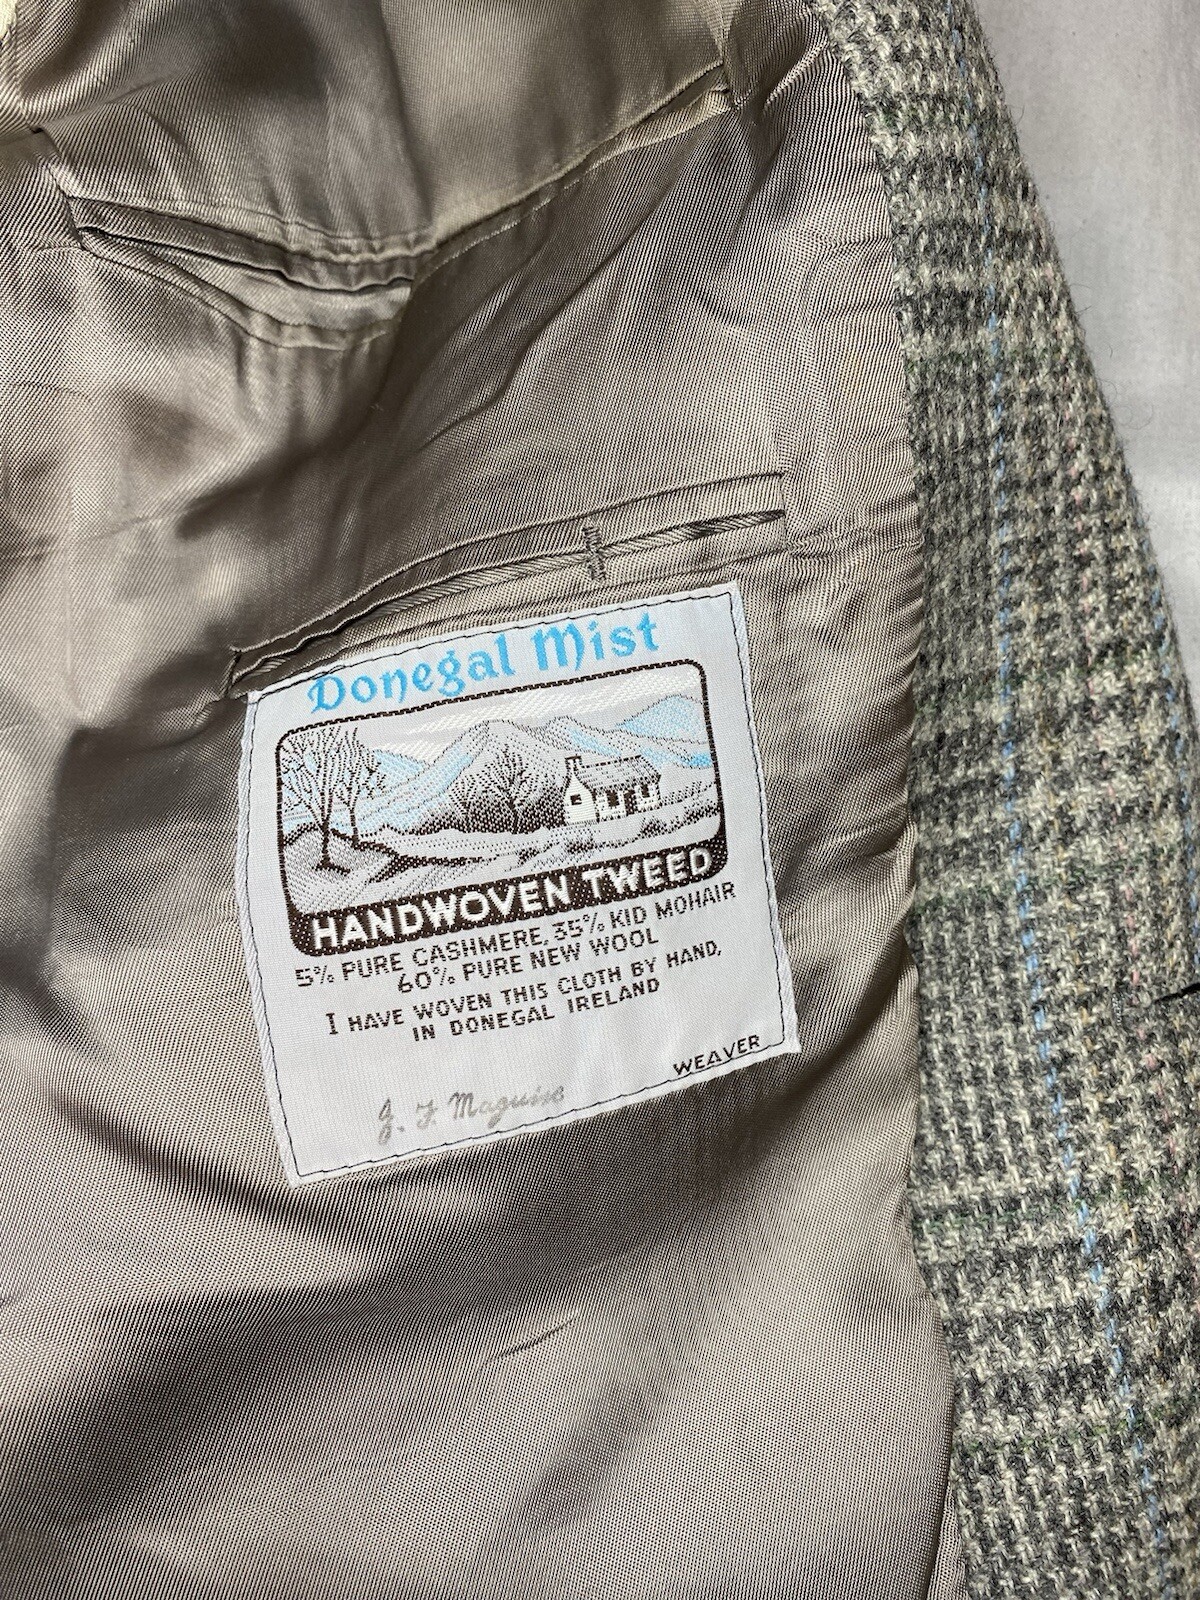 Donegal Mist
HANDWOVEN TWEED
5% PURE CASHMERE, 35% KID MOHAIR
60% PURE NEW WOOL
I HAVE WOVEN THIS CLOTH BY HAND,
IN DONEGAL IRELAND
WEAVER
J. F. Maguire